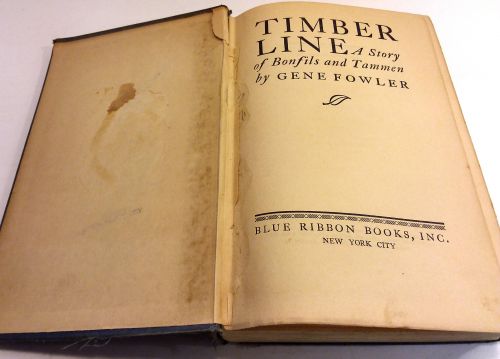 TIMBER
LINE A Story
of Bonfils and Tammen
by GENE FOWLER
BLUE RIBBON BOOKS, INC.
NEW YORK CITY